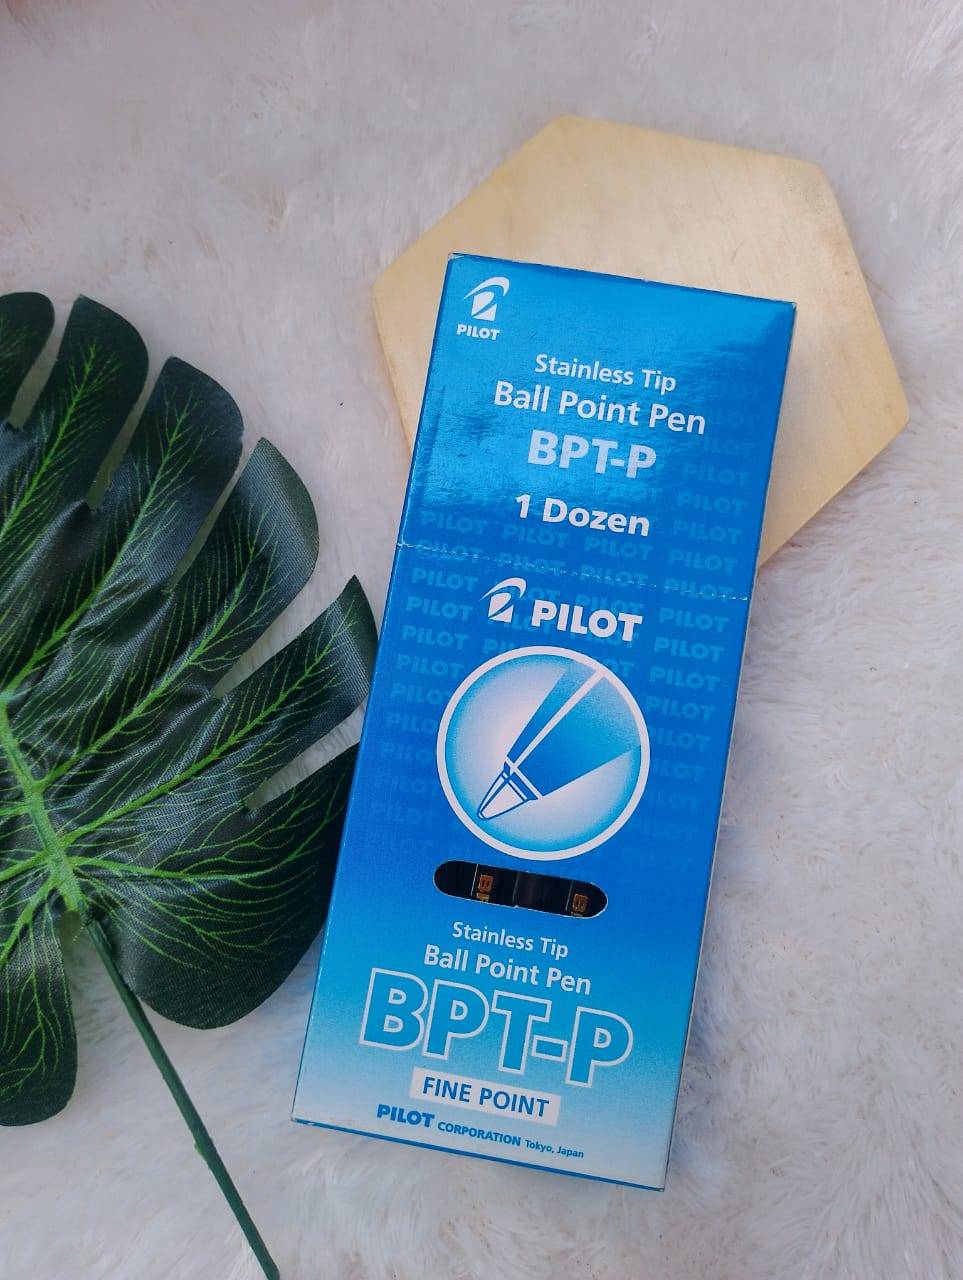 PILOT
Stainless Tip
Ball Point Pen
BPT-P
1 Dozen
PILOT
Stainless Tip
Ball Point Pen
BPT-P
FINE POINT
PILOT CORPORATION Tokyo, Japan